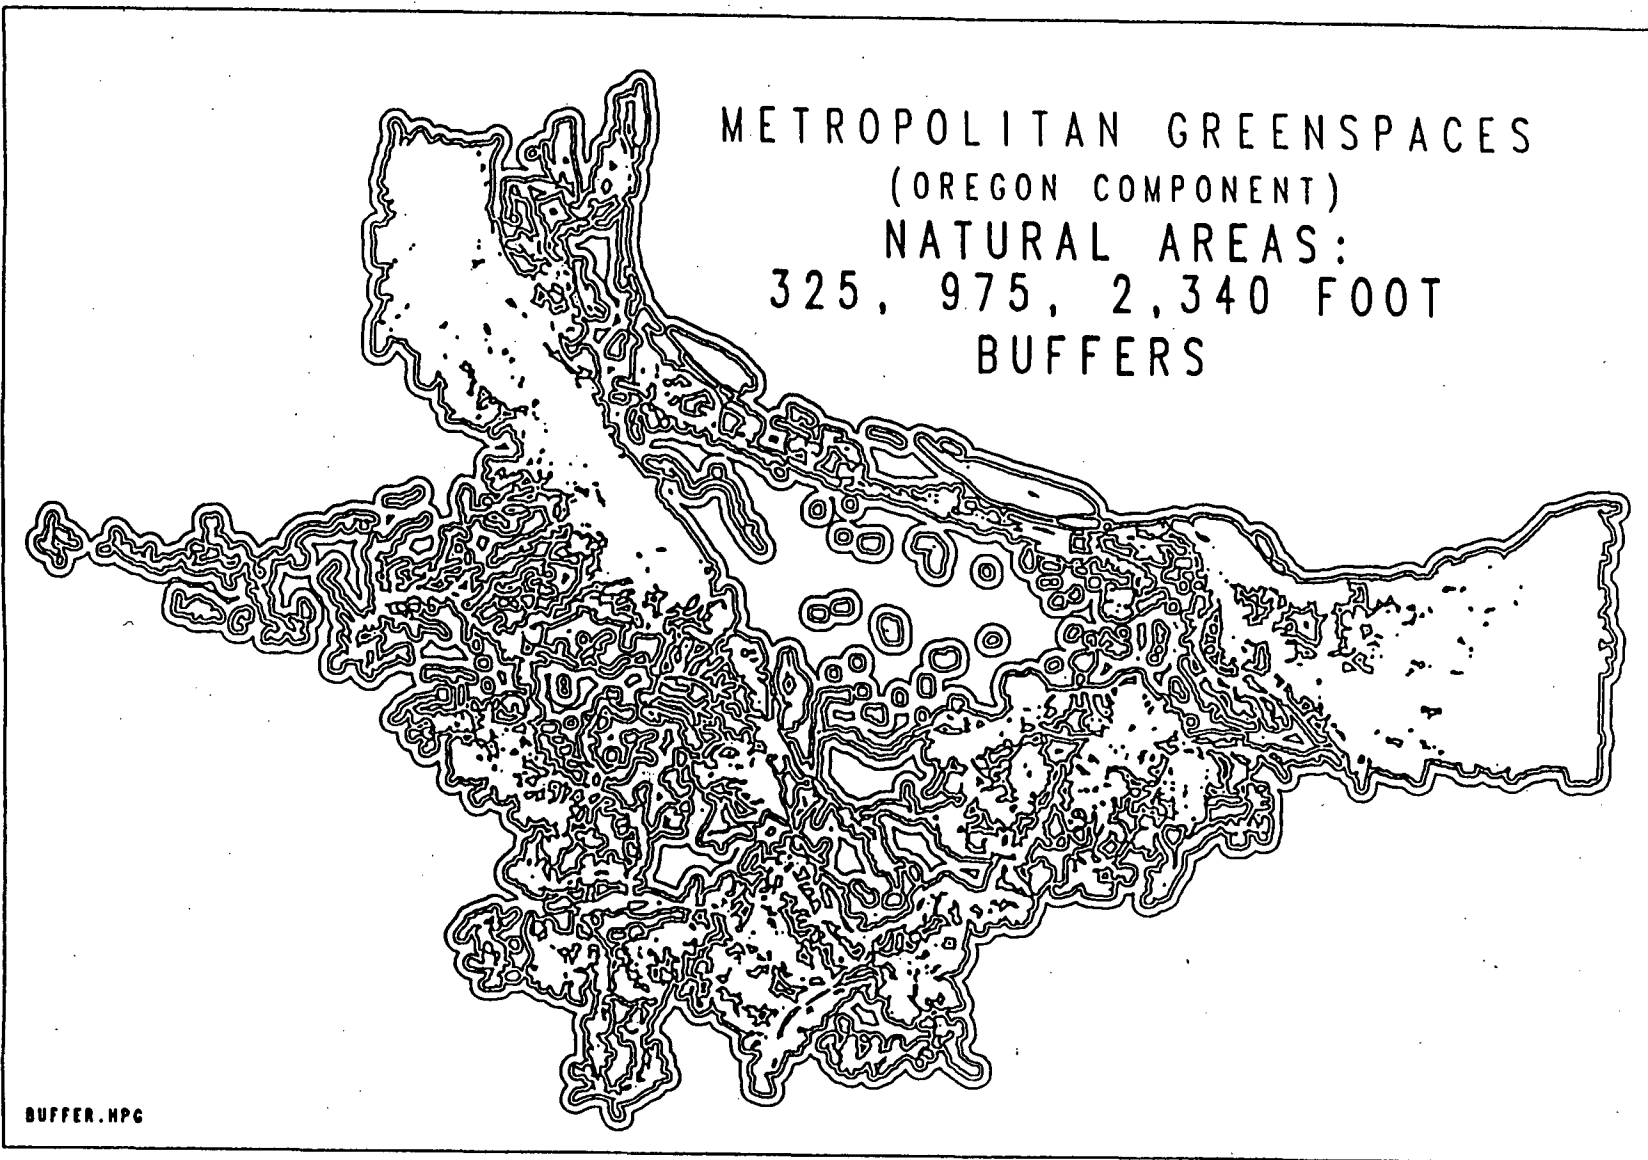 METROPOLITAN GREENSPACES
(OREGON COMPONENT)
NATURAL AREAS:
325, 975, 2,340 FOOT
BUFFERS
BUFFER.HPG